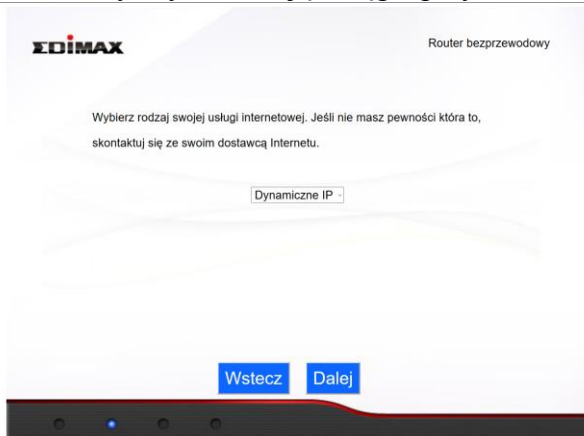 EDIMAX
Router bezprzewodowy
Wybierz rodzaj swojej usługi internetowej. Jeśli nie masz pewności która to,
skontaktuj się ze swoim dostawcą Internetu.
Dynamiczne IP
Wstecz
Dalej